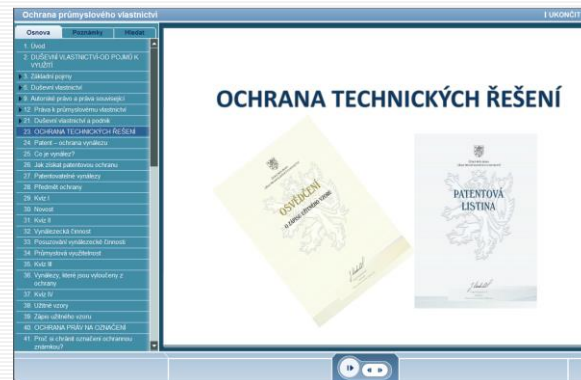 Ochrana průmyslového vlastnictví
UKONČIT
Osnova Poznámky Hledat
1. Úvod
2. DUŠEVNÍ VLASTNICTVÍ-OD POJMŮ K
VYUŽITÍ
3. Základní pojmy
5. Duševní vlastnictví
9. Autorské právo a práva související
12. Práva k průmyslovému vlastnictví
21. Duševní vlastnictví a podnik
23. OCHRANA TECHNICKÝCH ŘEŠENÍ
24. Patent – ochrana vynálezu
25. Co je vynález?
26. Jak získat patentovou ochranu
27. Patentovatelné vynálezy
28. Předmět ochrany
29. Kvíz I
30. Novost
31. Kvíz II
32. Vynálezecká činnost
33. Posuzování vynálezecké činnosti
34. Průmyslová využitelnost
35. Kvíz III
36. Vynálezy, které jsou vyloučeny z
ochrany
37. Kvíz IV
38. Užitné vzory
39. Zápis užitného vzoru
40. OCHRANA PRÁV NA OZNAČENÍ
41. Proč si chránit označení ochrannou
známkou?
OCHRANA TECHNICKÝCH ŘEŠENÍ
OSVĚDČENÍ
O ZÁPISU UŽITNÉHO VZORU
PATENTOVÁ
LISTINA